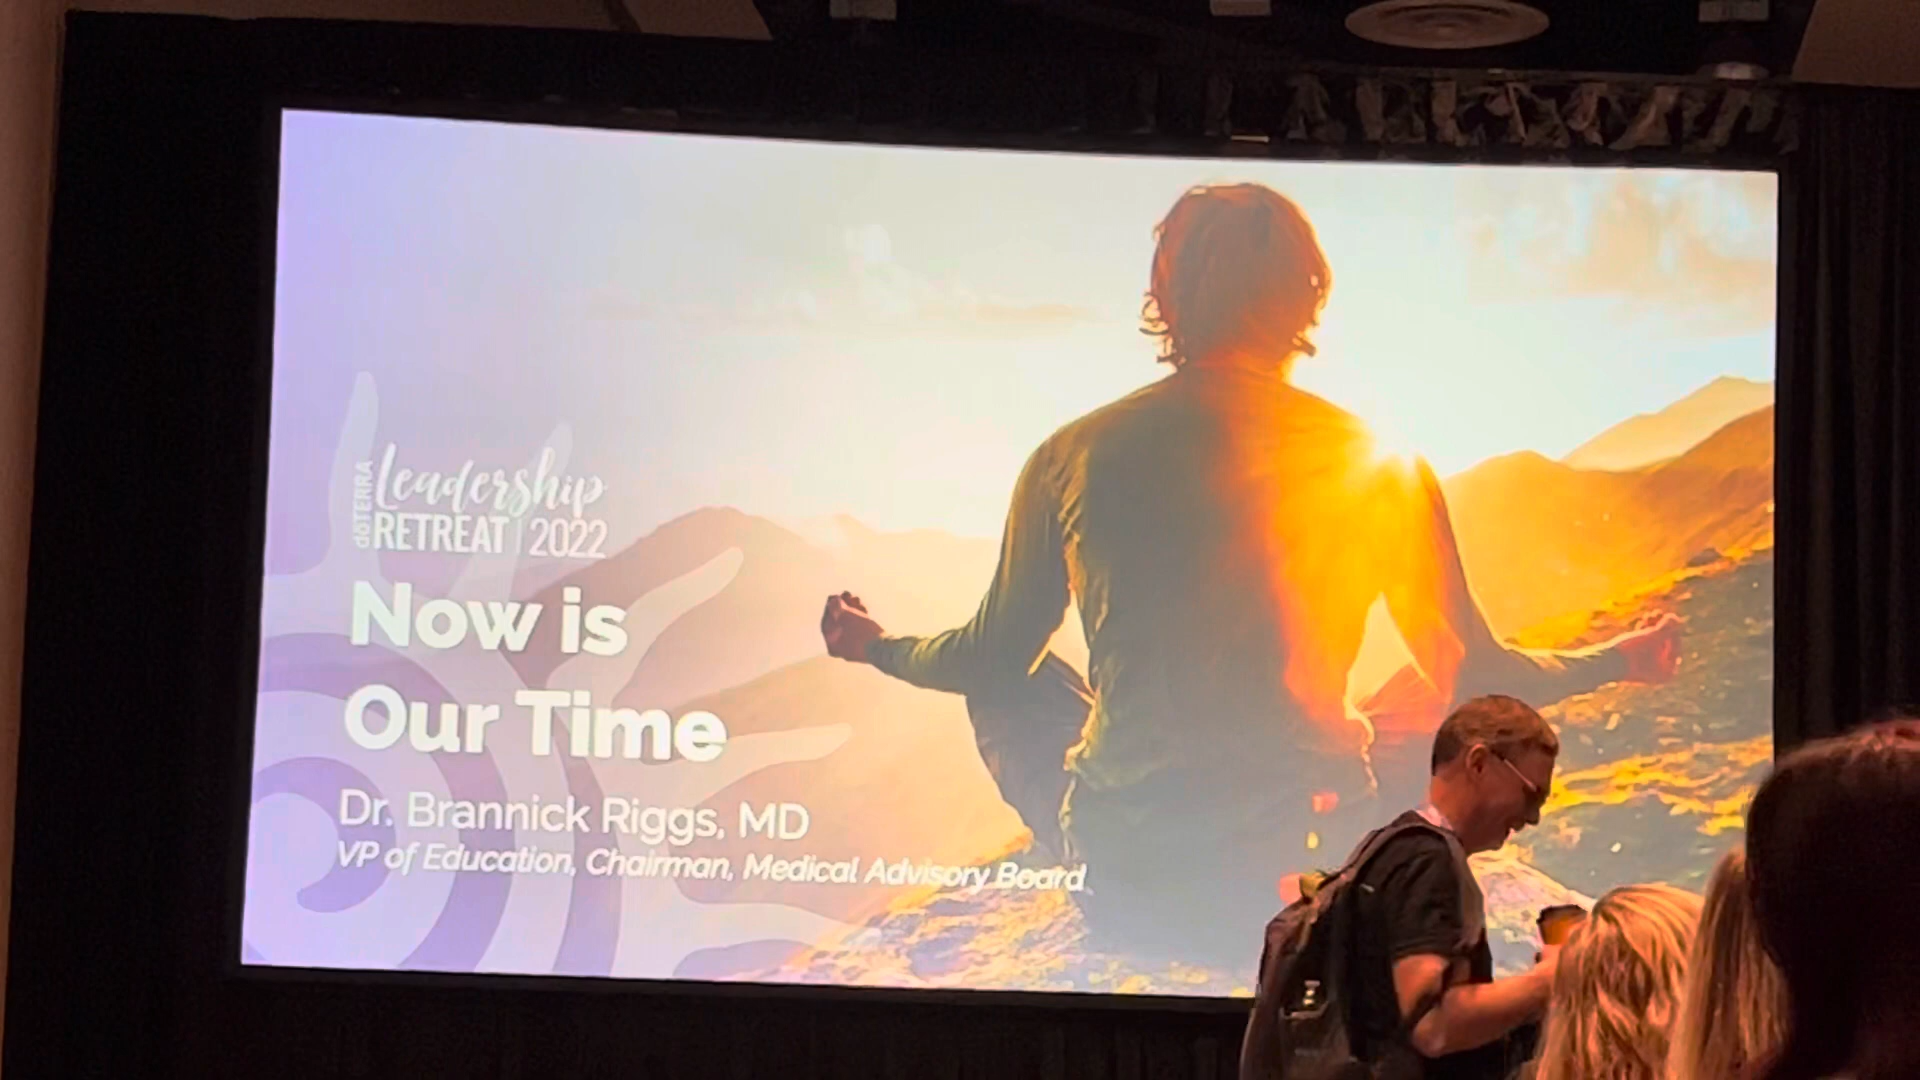 dōTERRA
Leadership
RETREAT | 2022
Now is
Our Time
Dr. Brannick Riggs, MD
VP of Education, Chairman, Medical Advisory Board